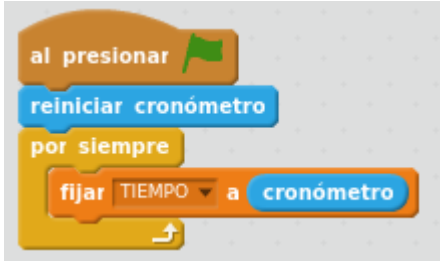 al presionar
reiniciar cronómetro
por siempre
fijar TIEMPO a cronómetro